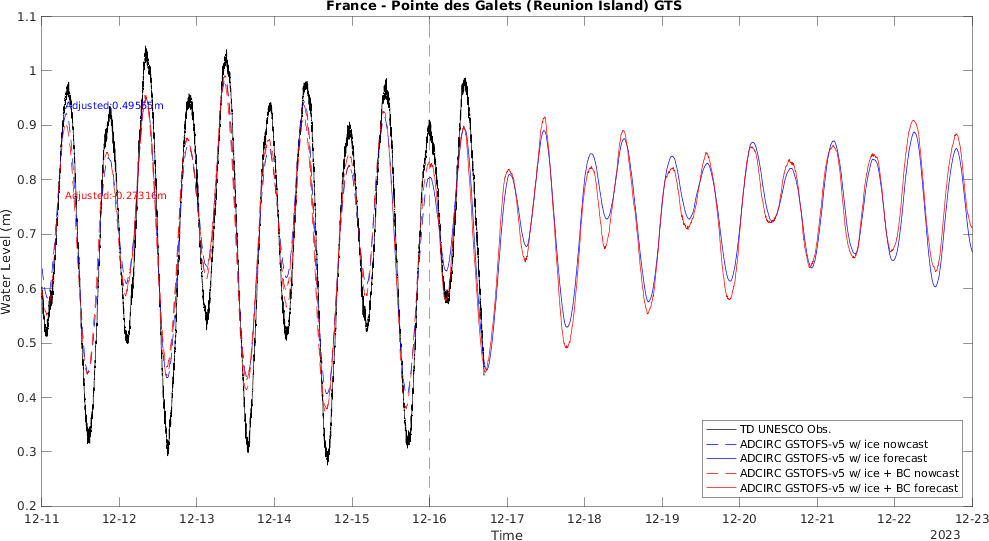 France - Pointe des Galets (Reunion Island) GTS
1.1
1
0.9
0.8
0.7
0.6
0.5
0.4
0.3
0.2
Water Level (m)
Adjusted:0.49555m
Adjusted:-0.27316m
TD UNESCO Obs.
ADCIRC GSTOFS-v5 w/ ice nowcast
ADCIRC GSTOFS-v5 w/ ice forecast
ADCIRC GSTOFS-v5 w/ ice + BC nowcast
ADCIRC GSTOFS-v5 w/ ice + BC forecast
12-11 12-12 12-13 12-14 12-15 12-16 12-17 12-18 12-19 12-20 12-21 12-22 12-23
Time
2023